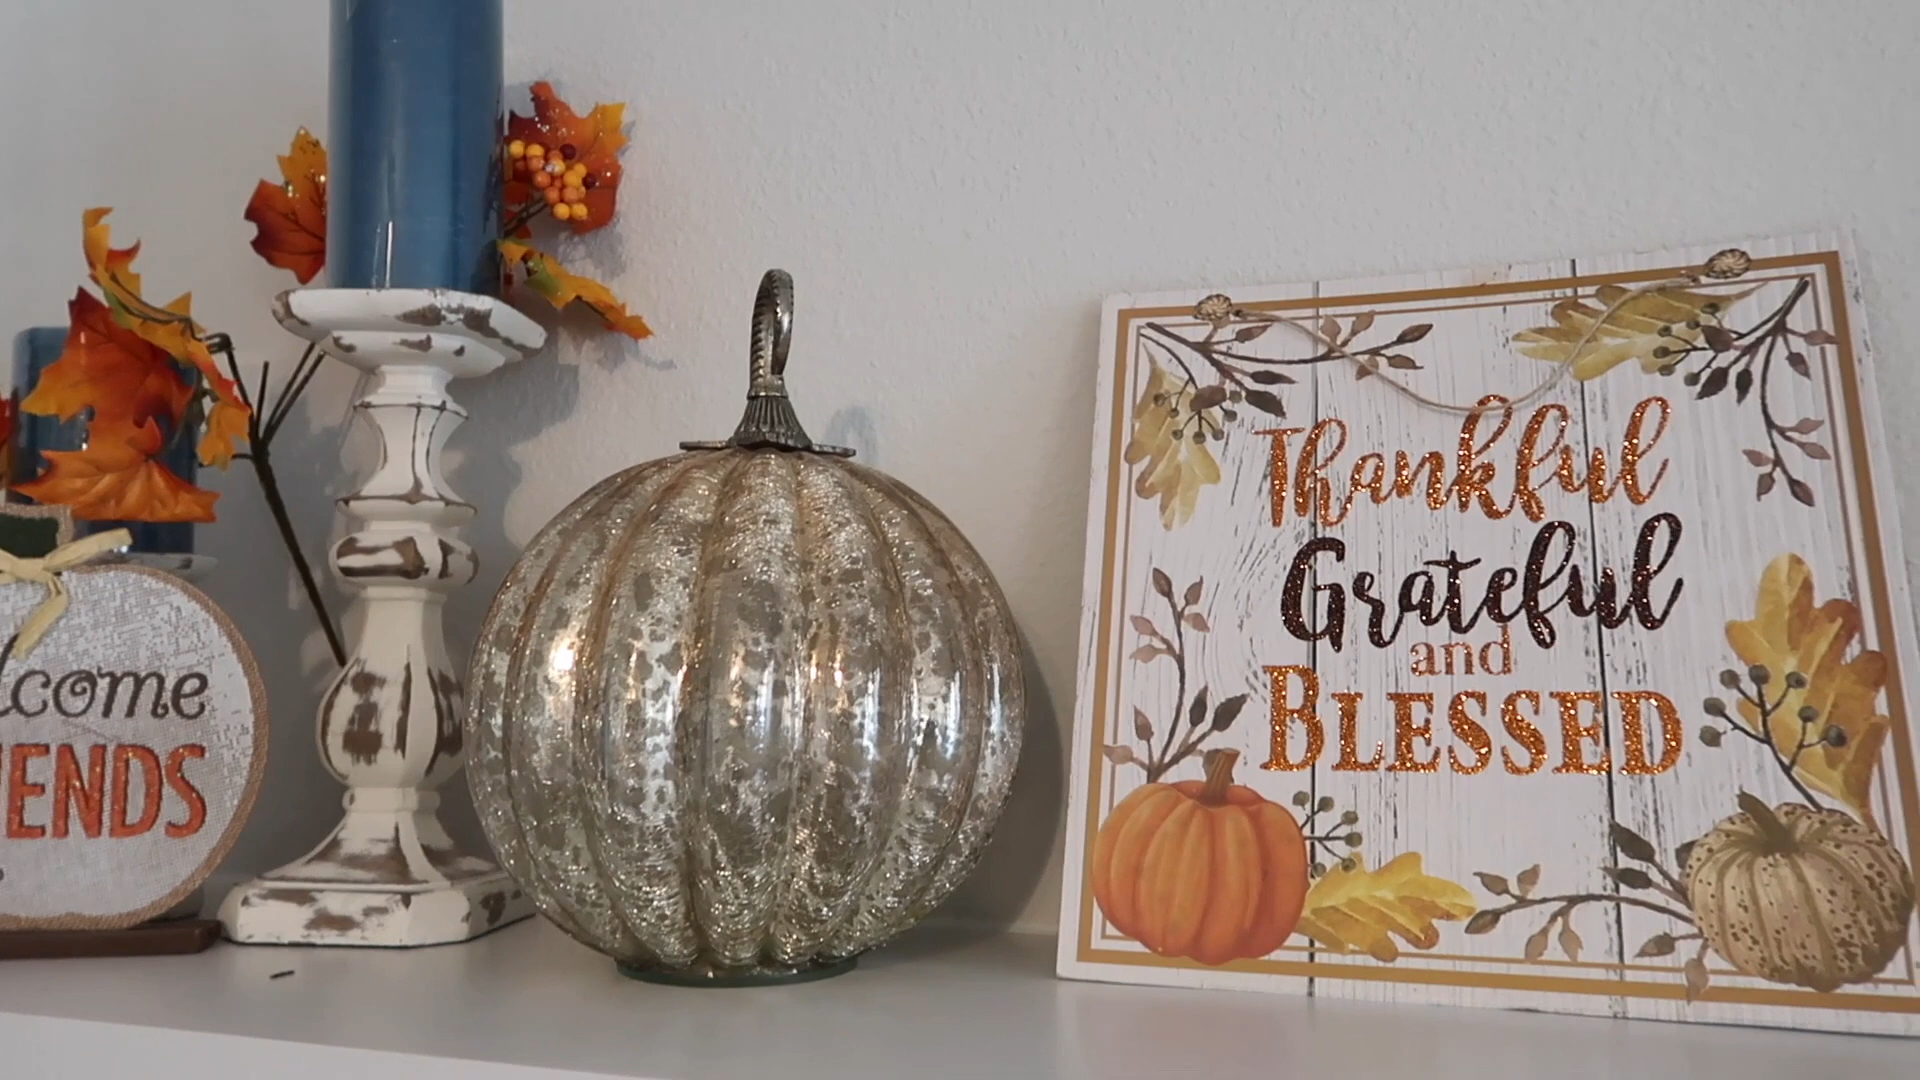 lcome
IENDS
Thankful
Grateful
and
BLESSED